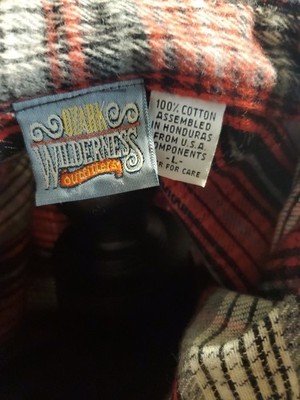 OZARK
WILDERNESS
outfitters
100% COTTON
ASSEMBLED
IN HONDURAS
FROM U.S.A.
COMPONENTS
- L -
FOR CARE